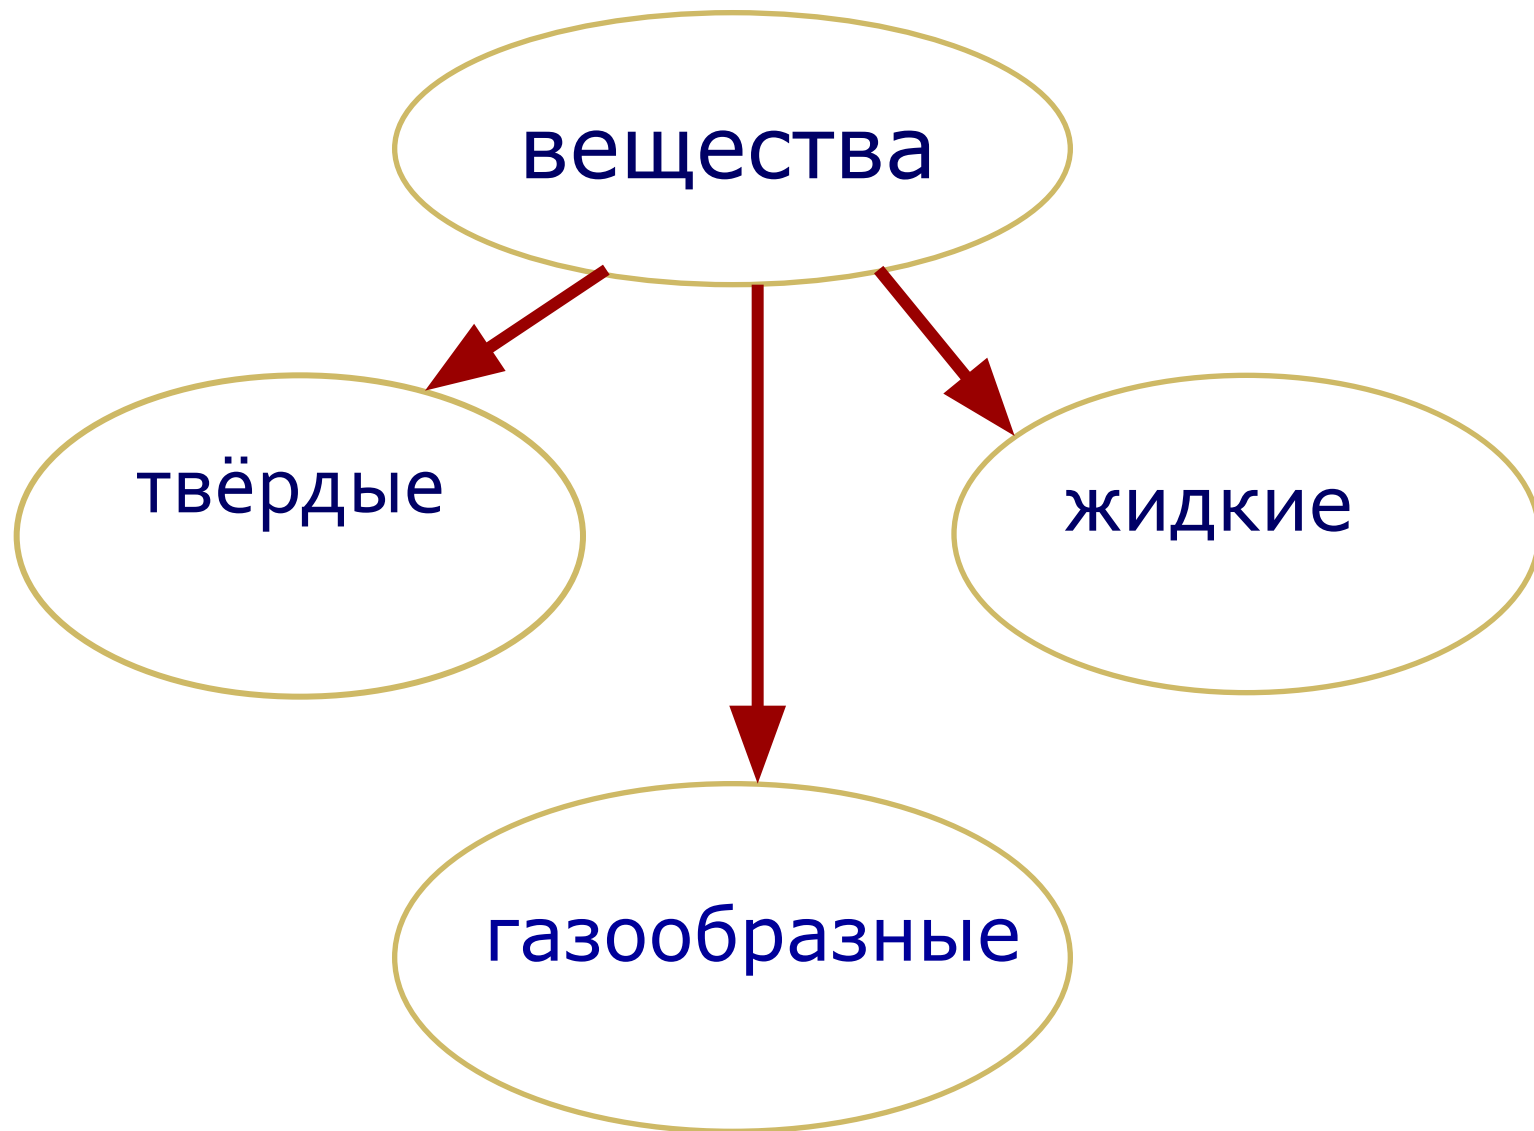 вещества
твёрдые
жидкие
газообразные